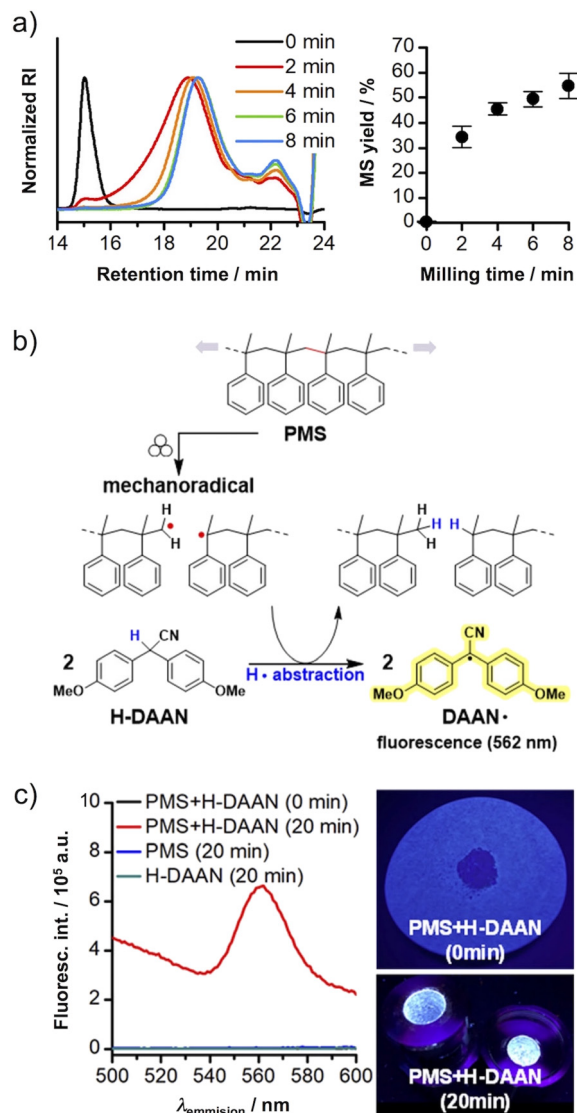 a)
Normalized RI
0 min
2 min
4 min
6 min
8 min
14 16 18 20 22 24
Retention time / min
MS yield / %
70
60
50
40
30
20
10
0
0 2 4 6 8
Milling time / min
b)
PMS
mechanoradical
H
H
H
H H
H
2
H CN
MeO OMe
H-DAAN
H• abstraction
2
CN
MeO OMe
DAAN•
fluorescence (562 nm)
c)
Fluoresc. int. / 10⁵ a.u.
10
8
6
4
2
0
PMS+H-DAAN (0 min)
PMS+H-DAAN (20 min)
PMS (20 min)
H-DAAN (20 min)
500 520 540 560 580 600
λemmision / nm
PMS+H-DAAN
(0min)
PMS+H-DAAN
(20min)